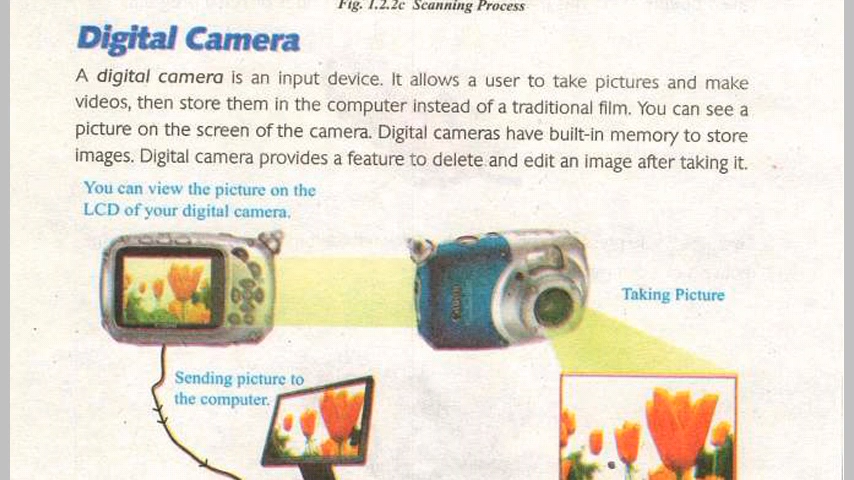 Fig. 1.2.2c Scanning Process
Digital Camera
A digital camera is an input device. It allows a user to take pictures and make
videos, then store them in the computer instead of a traditional film. You can see a
picture on the screen of the camera. Digital cameras have built-in memory to store
images. Digital camera provides a feature to delete and edit an image after taking it.
You can view the picture on the
LCD of your digital camera.
Taking Picture
Sending picture to
the computer.